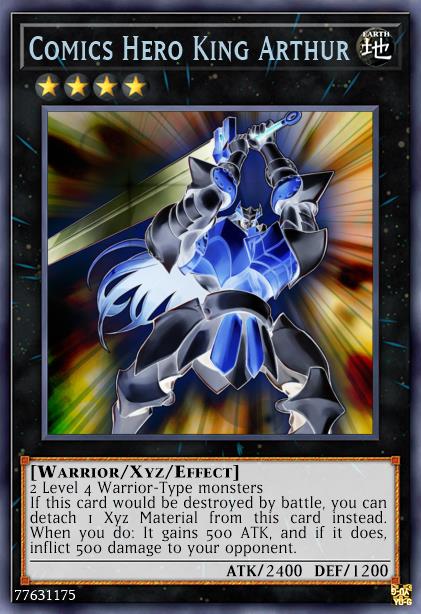 Comics Hero King Arthur
EARTH
地
[Warrior/Xyz/Effect]
2 Level 4 Warrior-Type monsters
If this card would be destroyed by battle, you can
detach 1 Xyz Material from this card instead.
When you do: It gains 500 ATK, and if it does,
inflict 500 damage to your opponent.
ATK/2400 DEF/1200
77631175